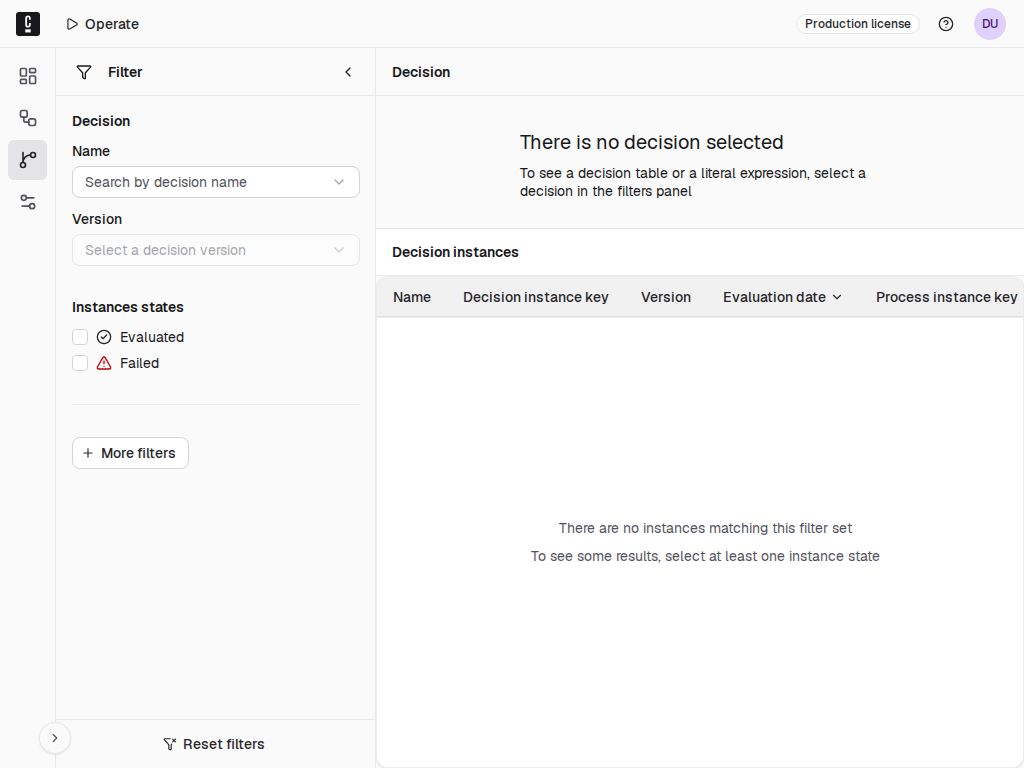 Operate
Production license
DU
Filter
Decision
Name
Search by decision name
Version
Select a decision version
Instances states
Evaluated
Failed
More filters
Reset filters
Decision
There is no decision selected
To see a decision table or a literal expression, select a
decision in the filters panel
Decision instances
Name Decision instance key Version Evaluation date Process instance key
There are no instances matching this filter set
To see some results, select at least one instance state